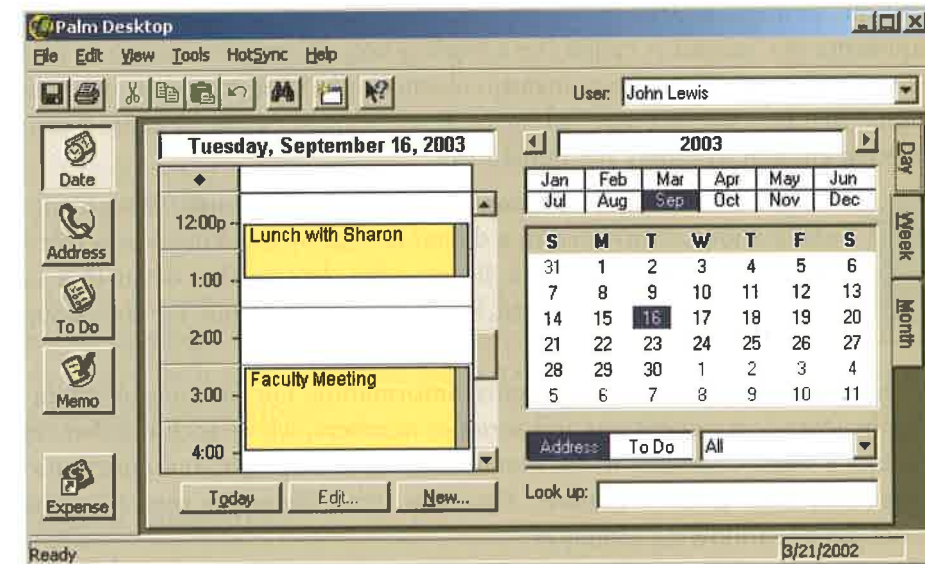 Palm Desktop
File Edit View Tools HotSync Help
User: John Lewis
Date
Address
To Do
Memo
Expense
Tuesday, September 16, 2003
12:00p
Lunch with Sharon
1:00
2:00
Faculty Meeting
3:00
4:00
Today Edit... New...
2003
Jan Feb Mar Apr May Jun
Jul Aug Sep Oct Nov Dec
S M T W T F S
31 1 2 3 4 5 6
7 8 9 10 11 12 13
14 15 16 17 18 19 20
21 22 23 24 25 26 27
28 29 30 1 2 3 4
5 6 7 8 9 10 11
Address To Do All
Look up:
Day
Week
Month
Ready 3/21/2002